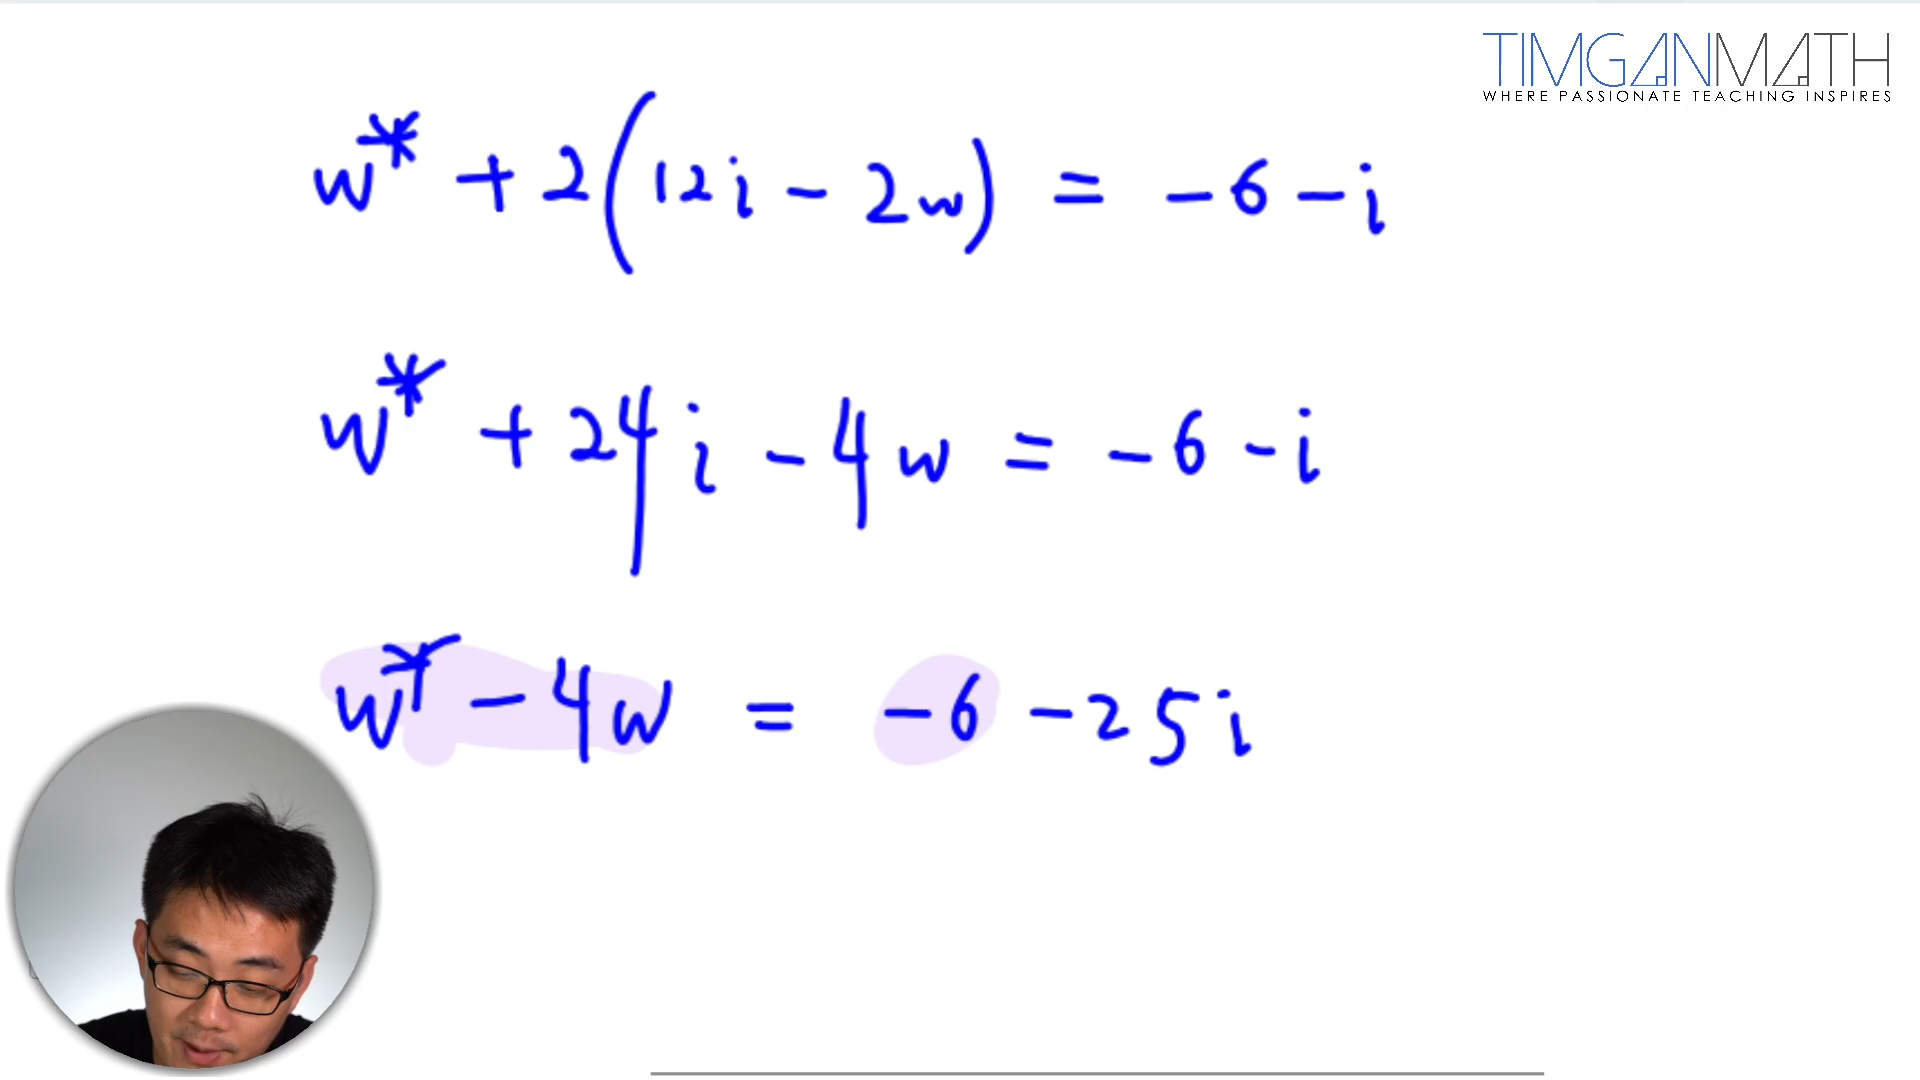 TIMGANMATH
WHERE PASSIONATE TEACHING INSPIRES
w* + 2(12i - 2w) = -6 - i
w* + 24i - 4w = -6 - i
w* - 4w = -6 - 25i